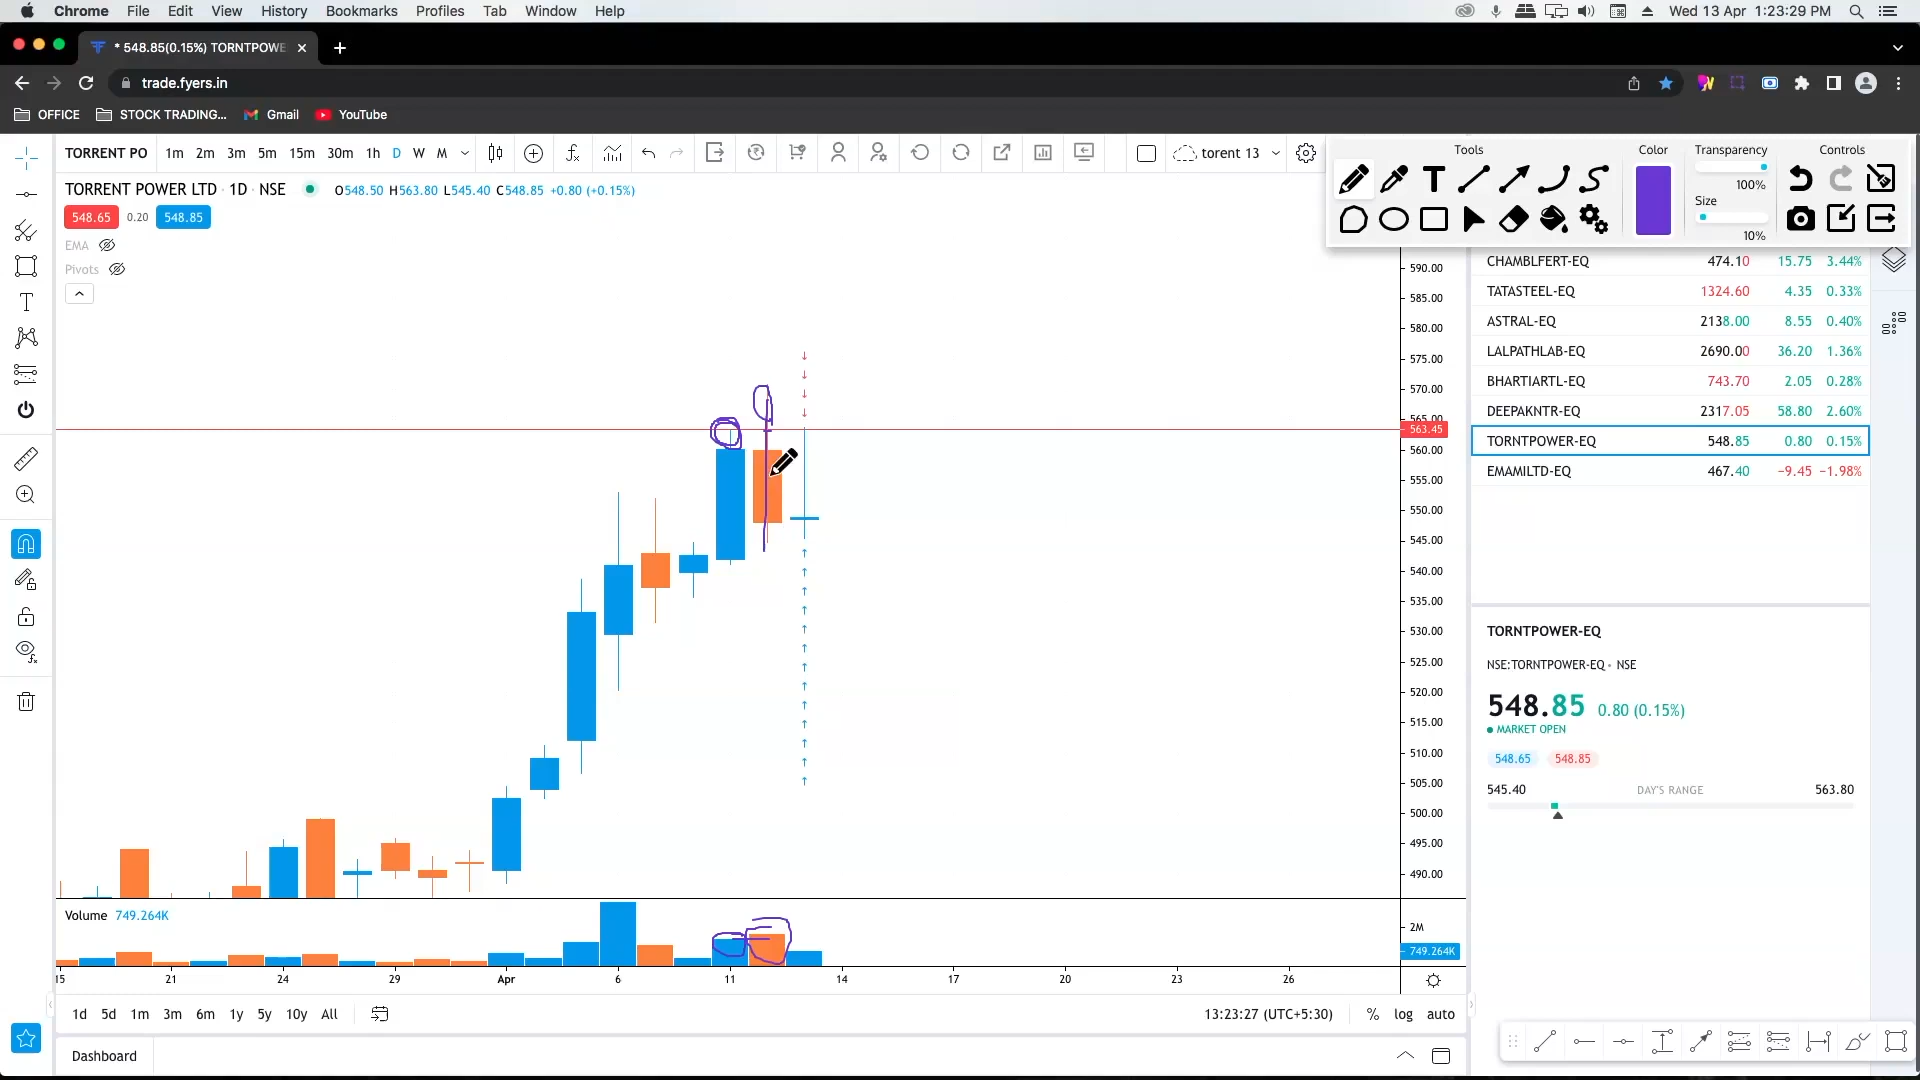 Chrome File Edit View History Bookmarks Profiles Tab Window Help Wed 13 Apr 1:23:29 PM
* 548.85(0.15%) TORNTPOWE
trade.fyers.in
OFFICE STOCK TRADING... Gmail YouTube
TORRENT PO 1m 2m 3m 5m 15m 30m 1h D W M torent 13
Tools Color Transparency Controls
100%
Size
10%
TORRENT POWER LTD · 1D · NSE O548.50 H563.80 L545.40 C548.85 +0.80 (+0.15%)
548.65 0.20 548.85
EMA
Pivots
590.00
585.00
580.00
575.00
570.00
565.00
563.45
560.00
555.00
550.00
545.00
540.00
535.00
530.00
525.00
520.00
515.00
510.00
505.00
500.00
495.00
490.00
CHAMBLFERT-EQ 474.10 15.75 3.44%
TATASTEEL-EQ 1324.60 4.35 0.33%
ASTRAL-EQ 2138.00 8.55 0.40%
LALPATHLAB-EQ 2690.00 36.20 1.36%
BHARTIARTL-EQ 743.70 2.05 0.28%
DEEPAKNTR-EQ 2317.05 58.80 2.60%
TORNTPOWER-EQ 548.85 0.80 0.15%
EMAMILTD-EQ 467.40 −9.45 −1.98%
TORNTPOWER-EQ
NSE:TORNTPOWER-EQ • NSE
548.85 0.80 (0.15%)
MARKET OPEN
548.65 548.85
545.40 DAY'S RANGE 563.80
Volume 749.264K
2M
749.264K
15 21 24 29 Apr 6 11 14 17 20 23 26
1d 5d 1m 3m 6m 1y 5y 10y All 13:23:27 (UTC+5:30) % log auto
Dashboard